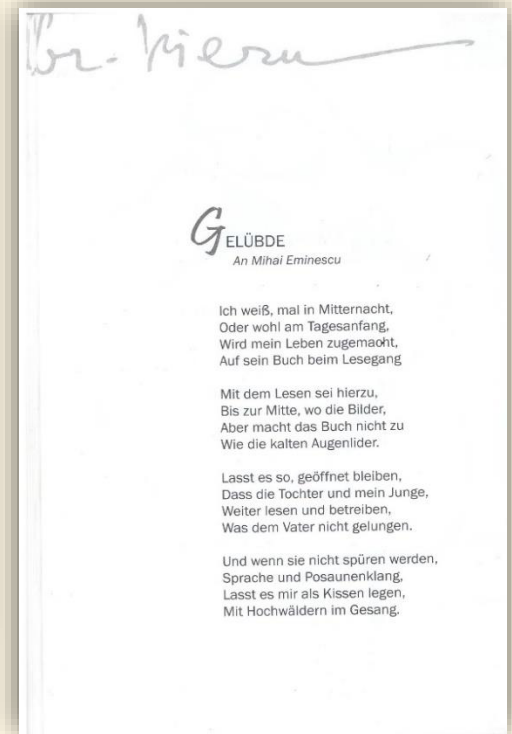 Gr. Vieru
GELÜBDE
An Mihai Eminescu
Ich weiß, mal in Mitternacht,
Oder wohl am Tagesanfang,
Wird mein Leben zugemacht,
Auf sein Buch beim Lesegang
Mit dem Lesen sei hierzu,
Bis zur Mitte, wo die Bilder,
Aber macht das Buch nicht zu
Wie die kalten Augenlider.
Lasst es so, geöffnet bleiben,
Dass die Tochter und mein Junge,
Weiter lesen und betreiben,
Was dem Vater nicht gelungen.
Und wenn sie nicht spüren werden,
Sprache und Posaunenklang,
Lasst es mir als Kissen legen,
Mit Hochwäldern im Gesang.